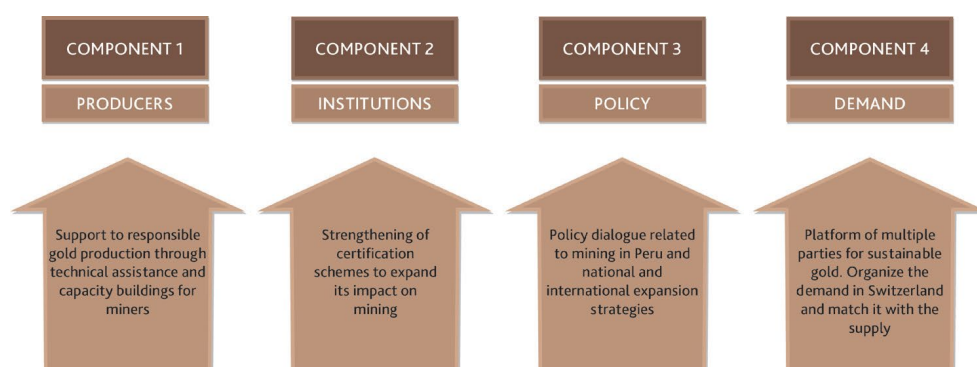 COMPONENT 1
PRODUCERS
Support to responsible
gold production through
technical assistance and
capacity buildings for
miners
COMPONENT 2
INSTITUTIONS
Strengthening of
certification
schemes to expand
its impact on
mining
COMPONENT 3
POLICY
Policy dialogue related
to mining in Peru and
national and
international expansion
strategies
COMPONENT 4
DEMAND
Platform of multiple
parties for sustainable
gold. Organize the
demand in Switzerland
and match it with the
supply